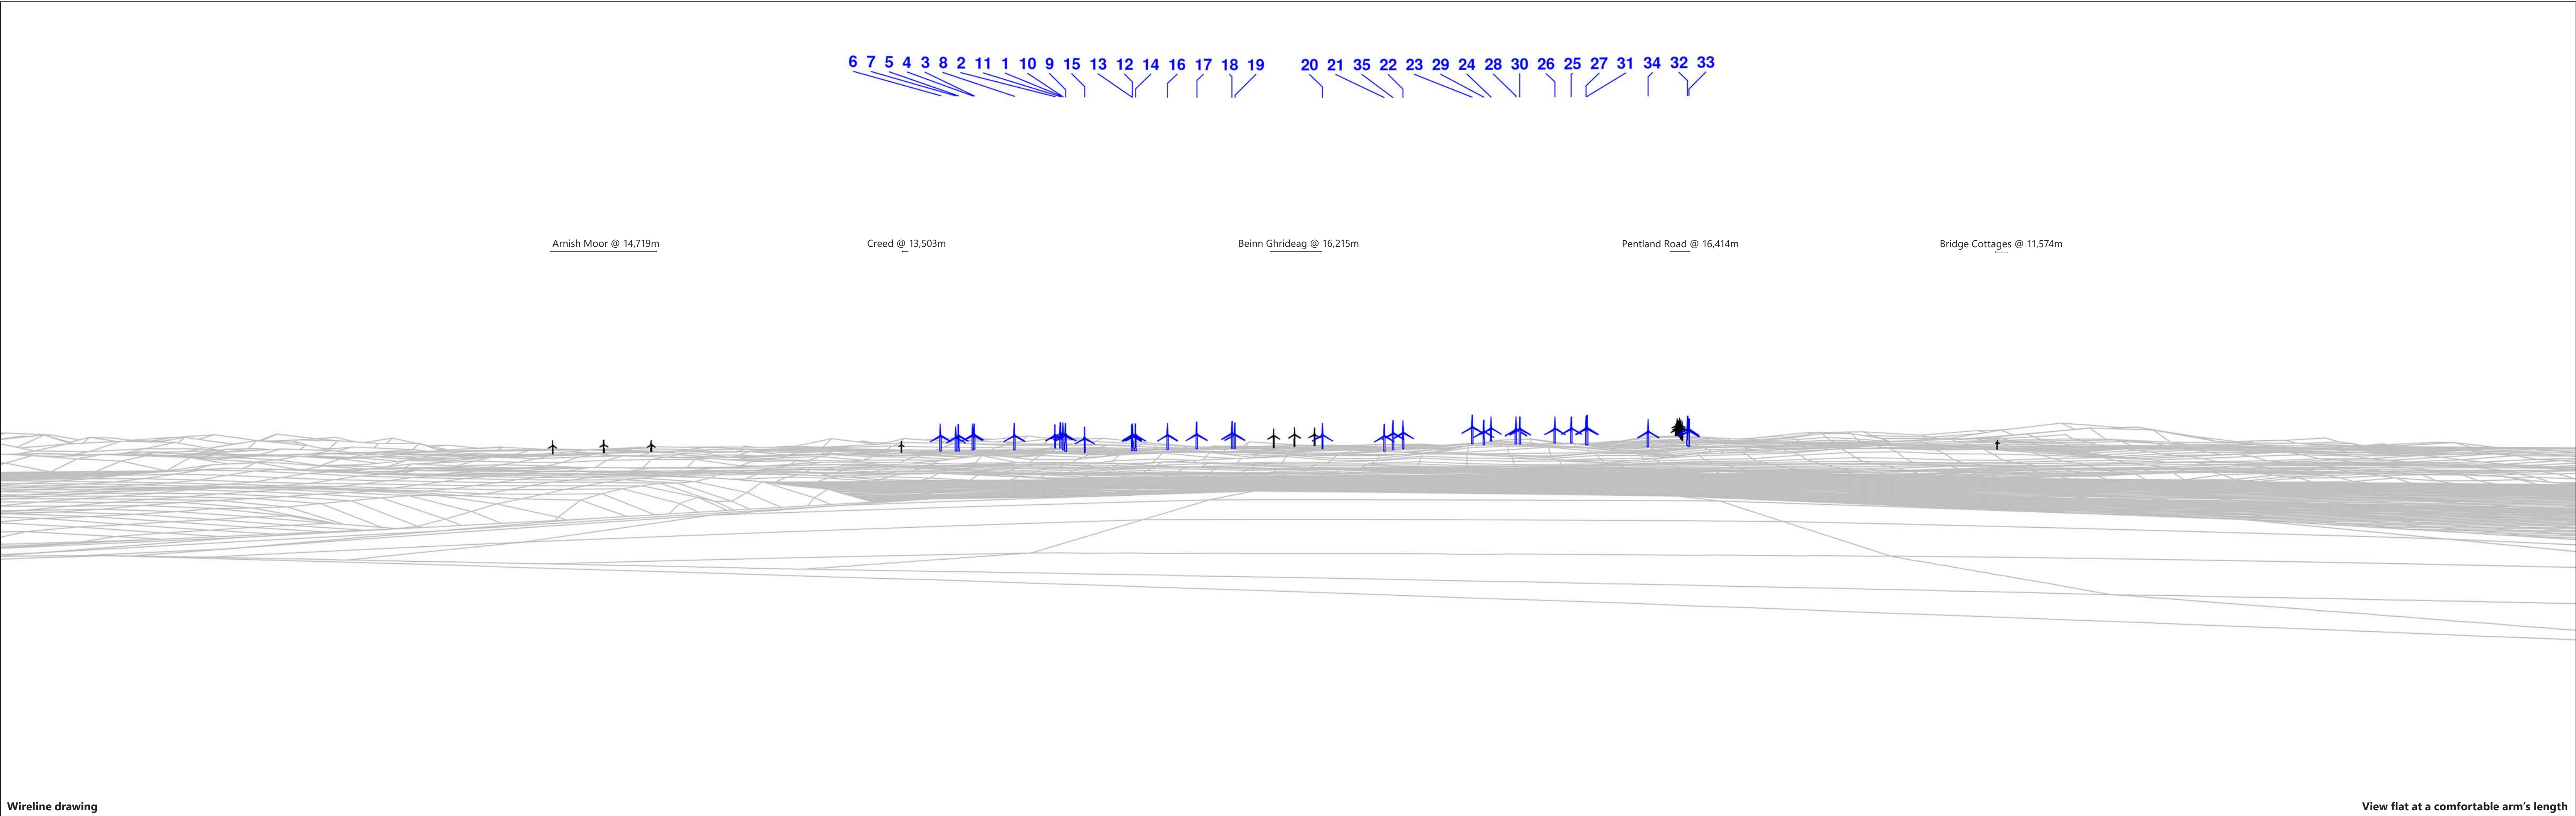 6 7 5 4 3 8 2 11 1 10 9 15 13 12 14 16 17 18 19 20 21 35 22 23 29 24 28 30 26 25 27 31 34 32 33
Arnish Moor @ 14,719m Creed @ 13,503m Beinn Ghrideag @ 16,215m Pentland Road @ 16,414m Bridge Cottages @ 11,574m
Wireline drawing View flat at a comfortable arm's length